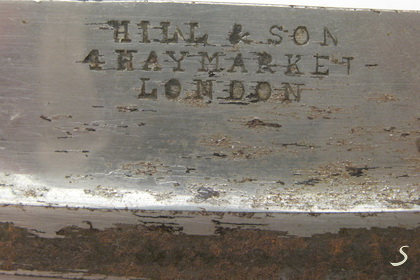 HILL & SON
4 HAYMARKET
LONDON
S